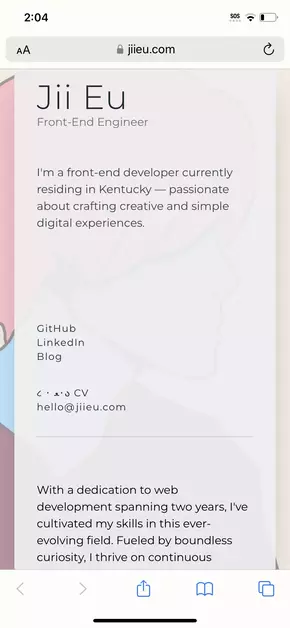 2:04
SOS
AA
jiieu.com
Jii Eu
Front-End Engineer
I'm a front-end developer currently
residing in Kentucky — passionate
about crafting creative and simple
digital experiences.
GitHub
LinkedIn
Blog
CV
hello@jiieu.com
With a dedication to web
development spanning two years, I've
cultivated my skills in this ever-
evolving field. Fueled by boundless
curiosity, I thrive on continuous